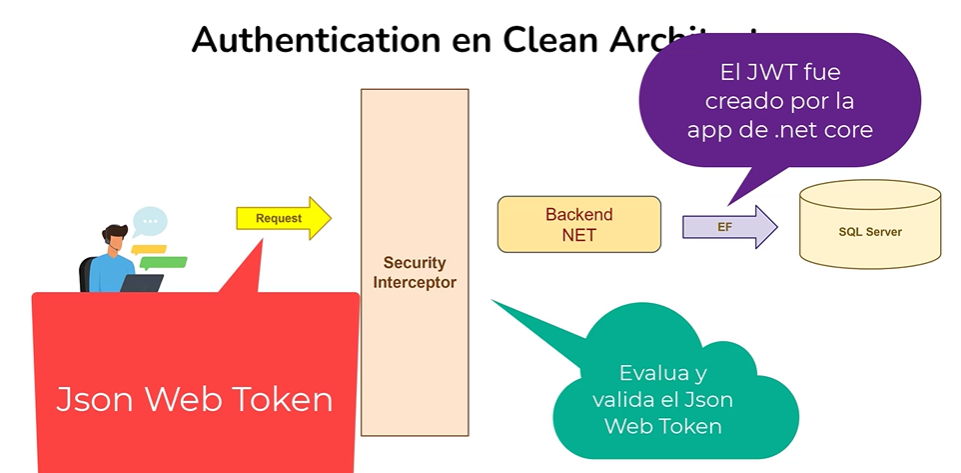 Authentication en Clean Archit
El JWT fue
creado por la
app de .net core
Request
Backend
NET
EF
SQL Server
Security
Interceptor
Json Web Token
Evalua y
valida el Json
Web Token